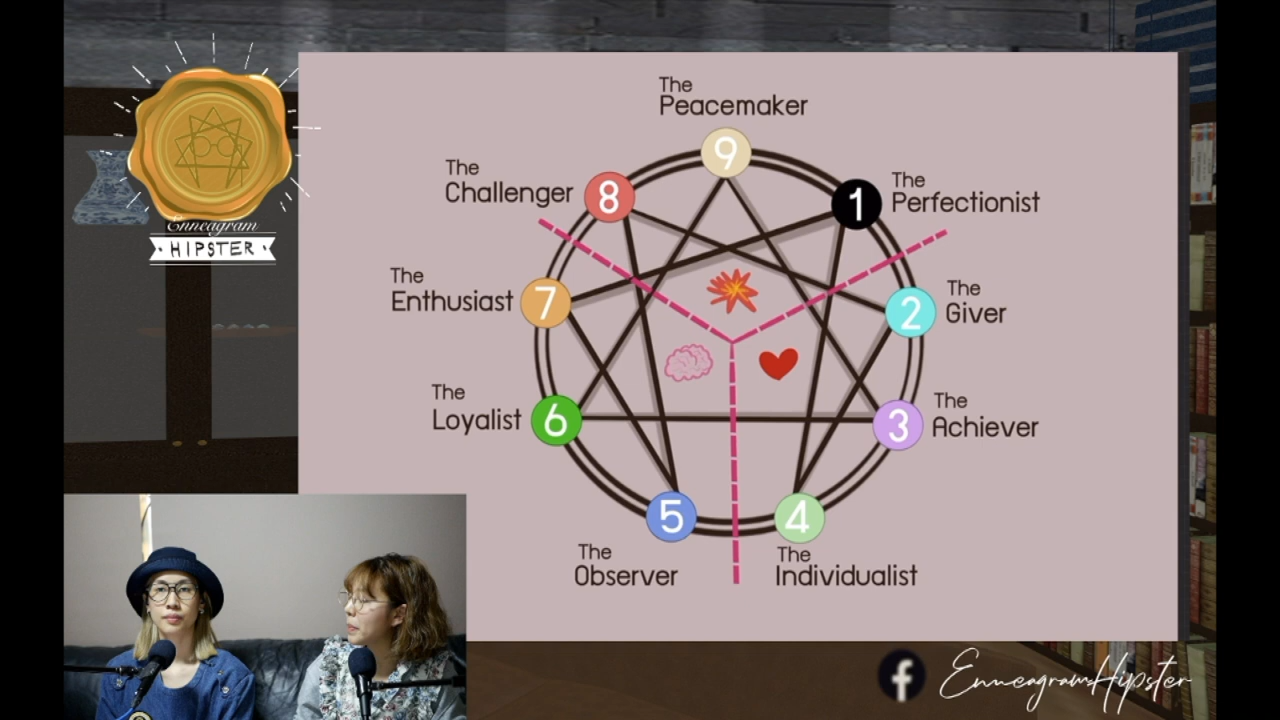 Enneagram
HIPSTER
The
Peacemaker
9
The
Challenger
8
1
The
Perfectionist
The
Enthusiast
7
2
The
Giver
The
Loyalist
6
3
The
Achiever
5
The
Observer
4
The
Individualist
f
EnneagramHipster